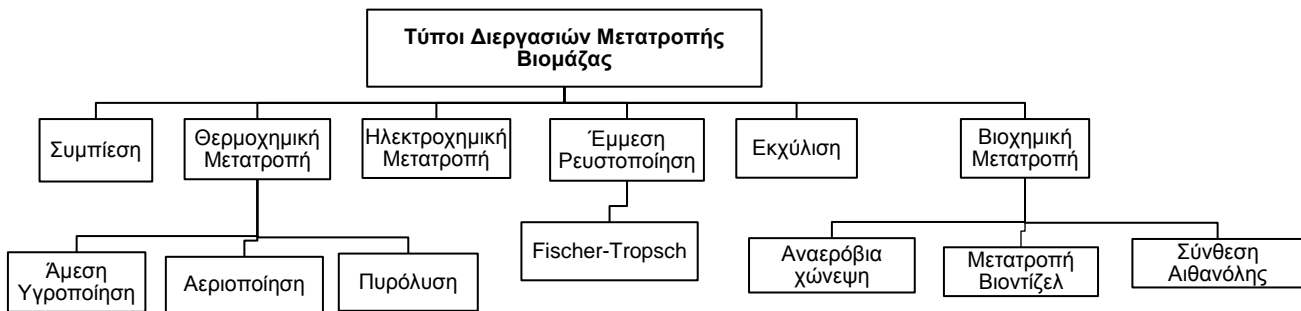 Τύποι Διεργασιών Μετατροπής
Βιομάζας
Συμπίεση
Θερμοχημική
Μετατροπή
Ηλεκτροχημική
Μετατροπή
Έμμεση
Ρευστοποίηση
Εκχύλιση
Βιοχημική
Μετατροπή
Άμεση
Υγροποίηση
Αεριοποίηση
Πυρόλυση
Fischer-Tropsch
Αναερόβια
χώνεψη
Μετατροπή
Βιοντίζελ
Σύνθεση
Αιθανόλης